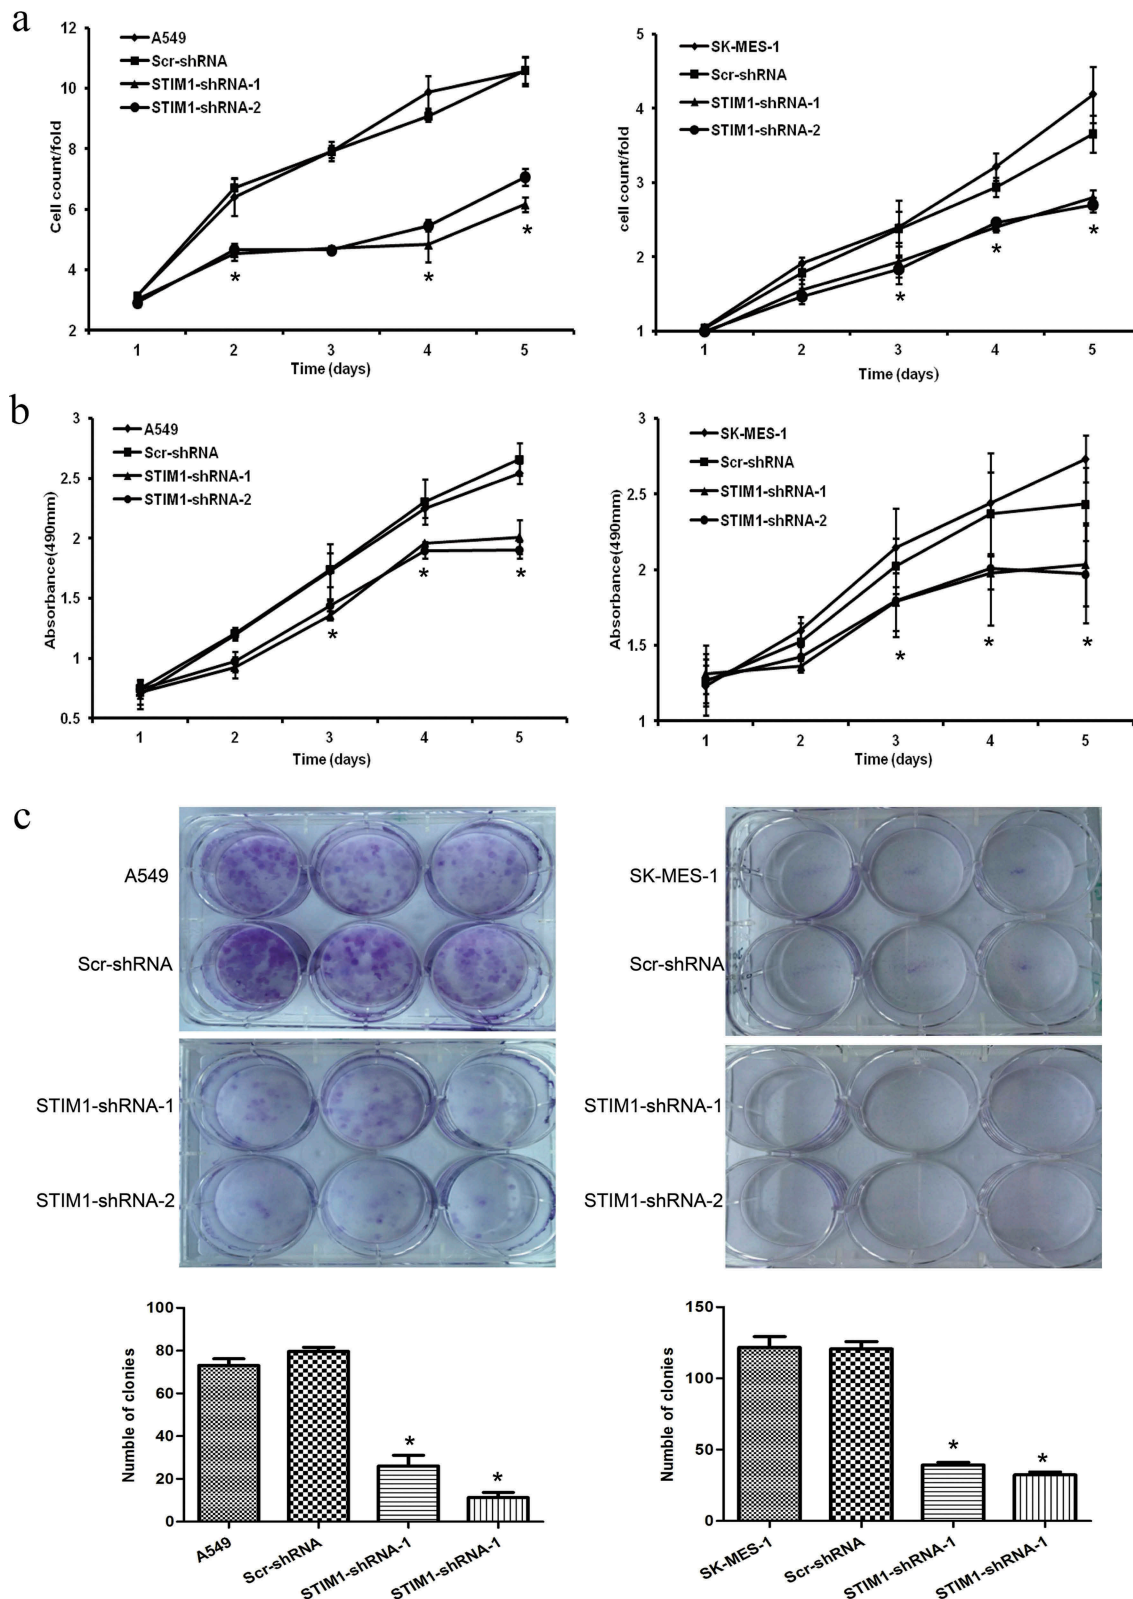 a
12
10
8
6
4
2
Cell count/fold
A549
Scr-shRNA
STIM1-shRNA-1
STIM1-shRNA-2
*
*
*
1 2 3 4 5
Time (days)
5
4
3
2
1
cell count/fold
SK-MES-1
Scr-shRNA
STIM1-shRNA-1
STIM1-shRNA-2
*
*
*
1 2 3 4 5
Time (days)
b
3
2.5
2
1.5
1
0.5
Absorbance(490mm)
A549
Scr-shRNA
STIM1-shRNA-1
STIM1-shRNA-2
*
*
*
1 2 3 4 5
Time (days)
3
2.5
2
1.5
1
Absorbance(490mm)
SK-MES-1
Scr-shRNA
STIM1-shRNA-1
STIM1-shRNA-2
*
*
*
1 2 3 4 5
Time (days)
c
A549
Scr-shRNA
STIM1-shRNA-1
STIM1-shRNA-2
SK-MES-1
Scr-shRNA
STIM1-shRNA-1
STIM1-shRNA-2
100
80
60
40
20
0
Numble of clonies
*
*
A549
Scr-shRNA
STIM1-shRNA-1
STIM1-shRNA-1
150
100
50
0
Numble of clonies
*
*
SK-MES-1
Scr-shRNA
STIM1-shRNA-1
STIM1-shRNA-1